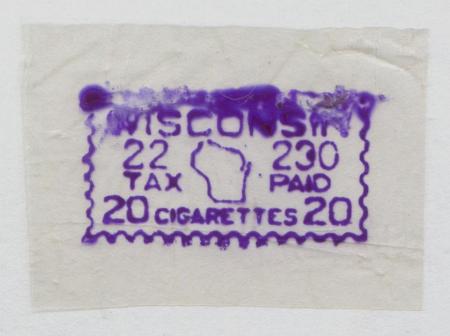 WISCONSIN
22 230
TAX PAID
20 CIGARETTES 20